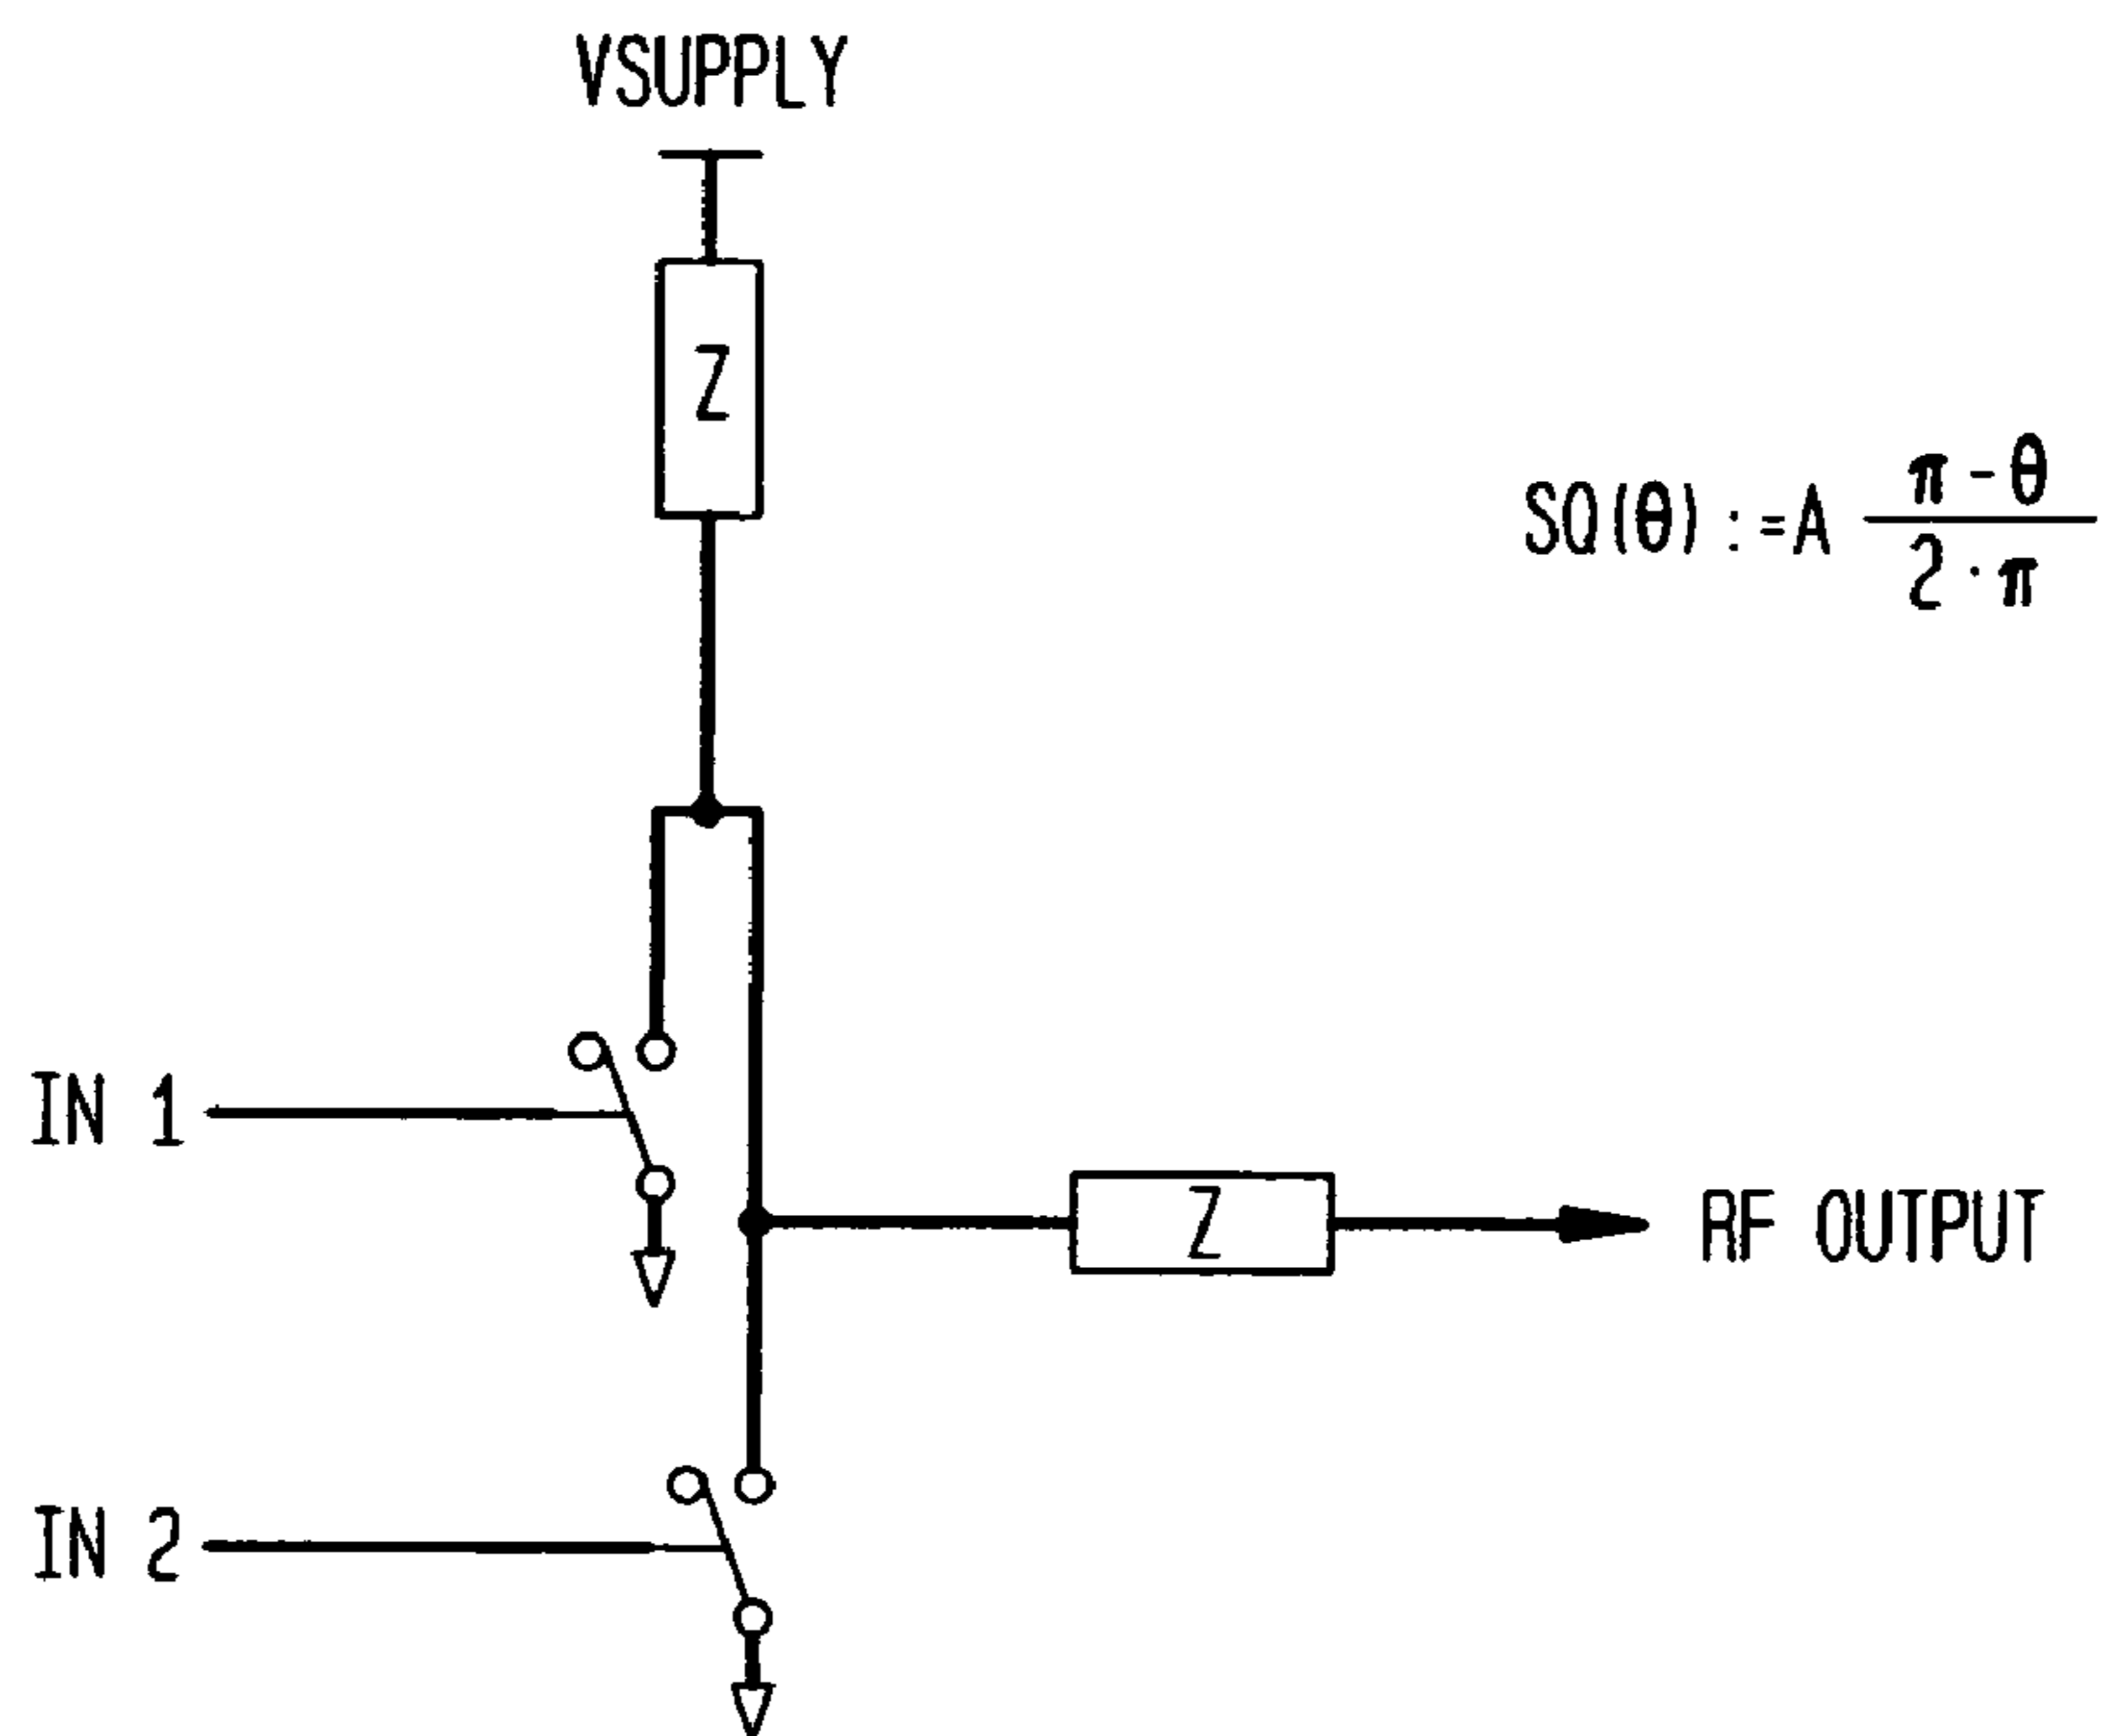 VSUPPLY
Z
SQ(θ) :=A (π-θ)/(2·π)
IN 1
Z
RF OUTPUT
IN 2